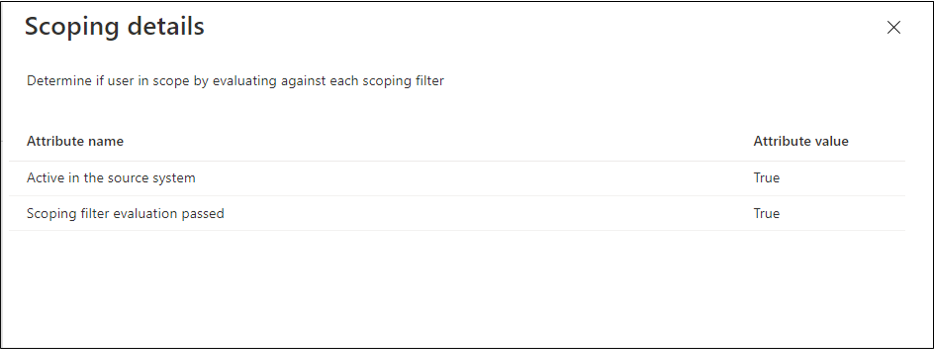 Scoping details
Determine if user in scope by evaluating against each scoping filter
Attribute name Attribute value
Active in the source system True
Scoping filter evaluation passed True